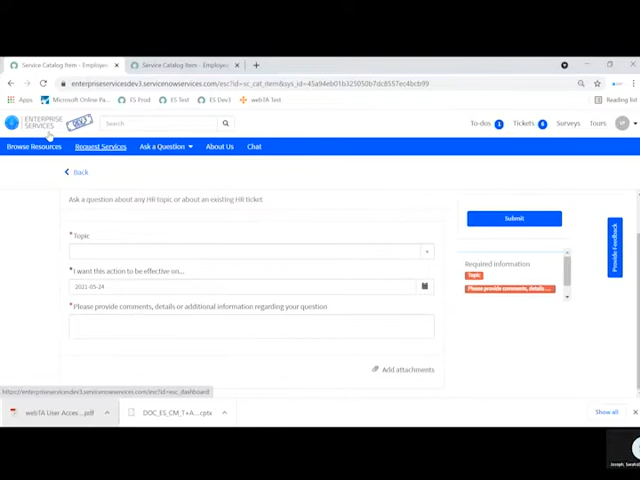 Service Catalog Item - Employee
Service Catalog Item - Employee
enterpriseservicesdev3.servicenowservices.com/esc?id=sc_cat_item&sys_id=45a94eb01b325050b7dc8557ec4bcb99
Apps
Microsoft Online Pa...
ES Prod
ES Test
ES Dev3
webTA Test
Reading list
ENTERPRISE
SERVICES
DEV3
Search
To-dos 1
Tickets 6
Surveys
Tours
Browse Resources
Request Services
Ask a Question
About Us
Chat
Back
Ask a question about any HR topic or about an existing HR ticket
Submit
Provide Feedback
* Topic
Required information
Topic
Please provide comments, details ...
* I want this action to be effective on...
2021-05-24
* Please provide comments, details or additional information regarding your question
Add attachments
https://enterpriseservicesdev3.servicenowservices.com/esc?id=esc_dashboard
webTA User Acces....pdf
DOC_ES_CM_T+A....cptx
Show all